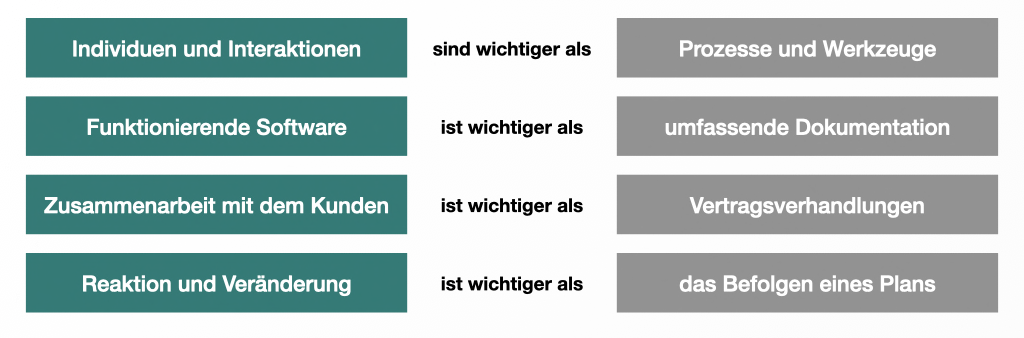 Individuen und Interaktionen sind wichtiger als Prozesse und Werkzeuge
Funktionierende Software ist wichtiger als umfassende Dokumentation
Zusammenarbeit mit dem Kunden ist wichtiger als Vertragsverhandlungen
Reaktion und Veränderung ist wichtiger als das Befolgen eines Plans